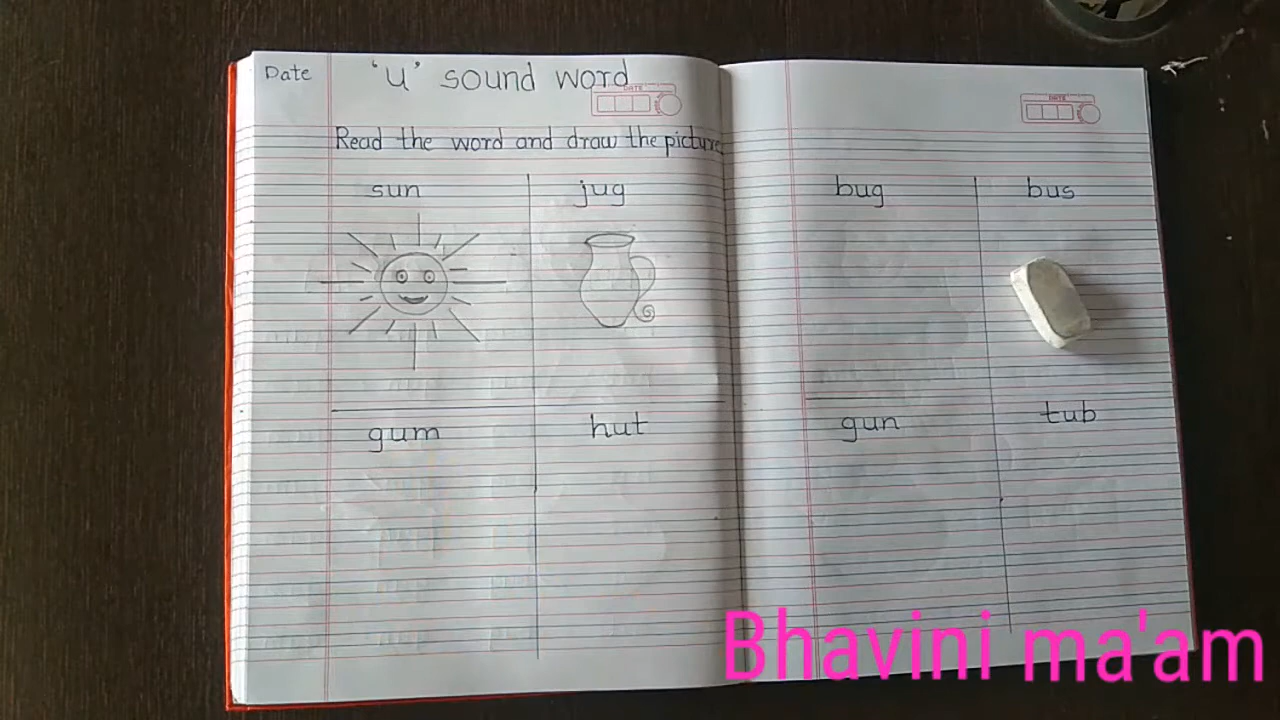 Date
'u' sound word
DATE
Read the word and draw the picture.
sun
jug
gum
hut
DATE
bug
bus
gun
tub
Bhavini ma'am